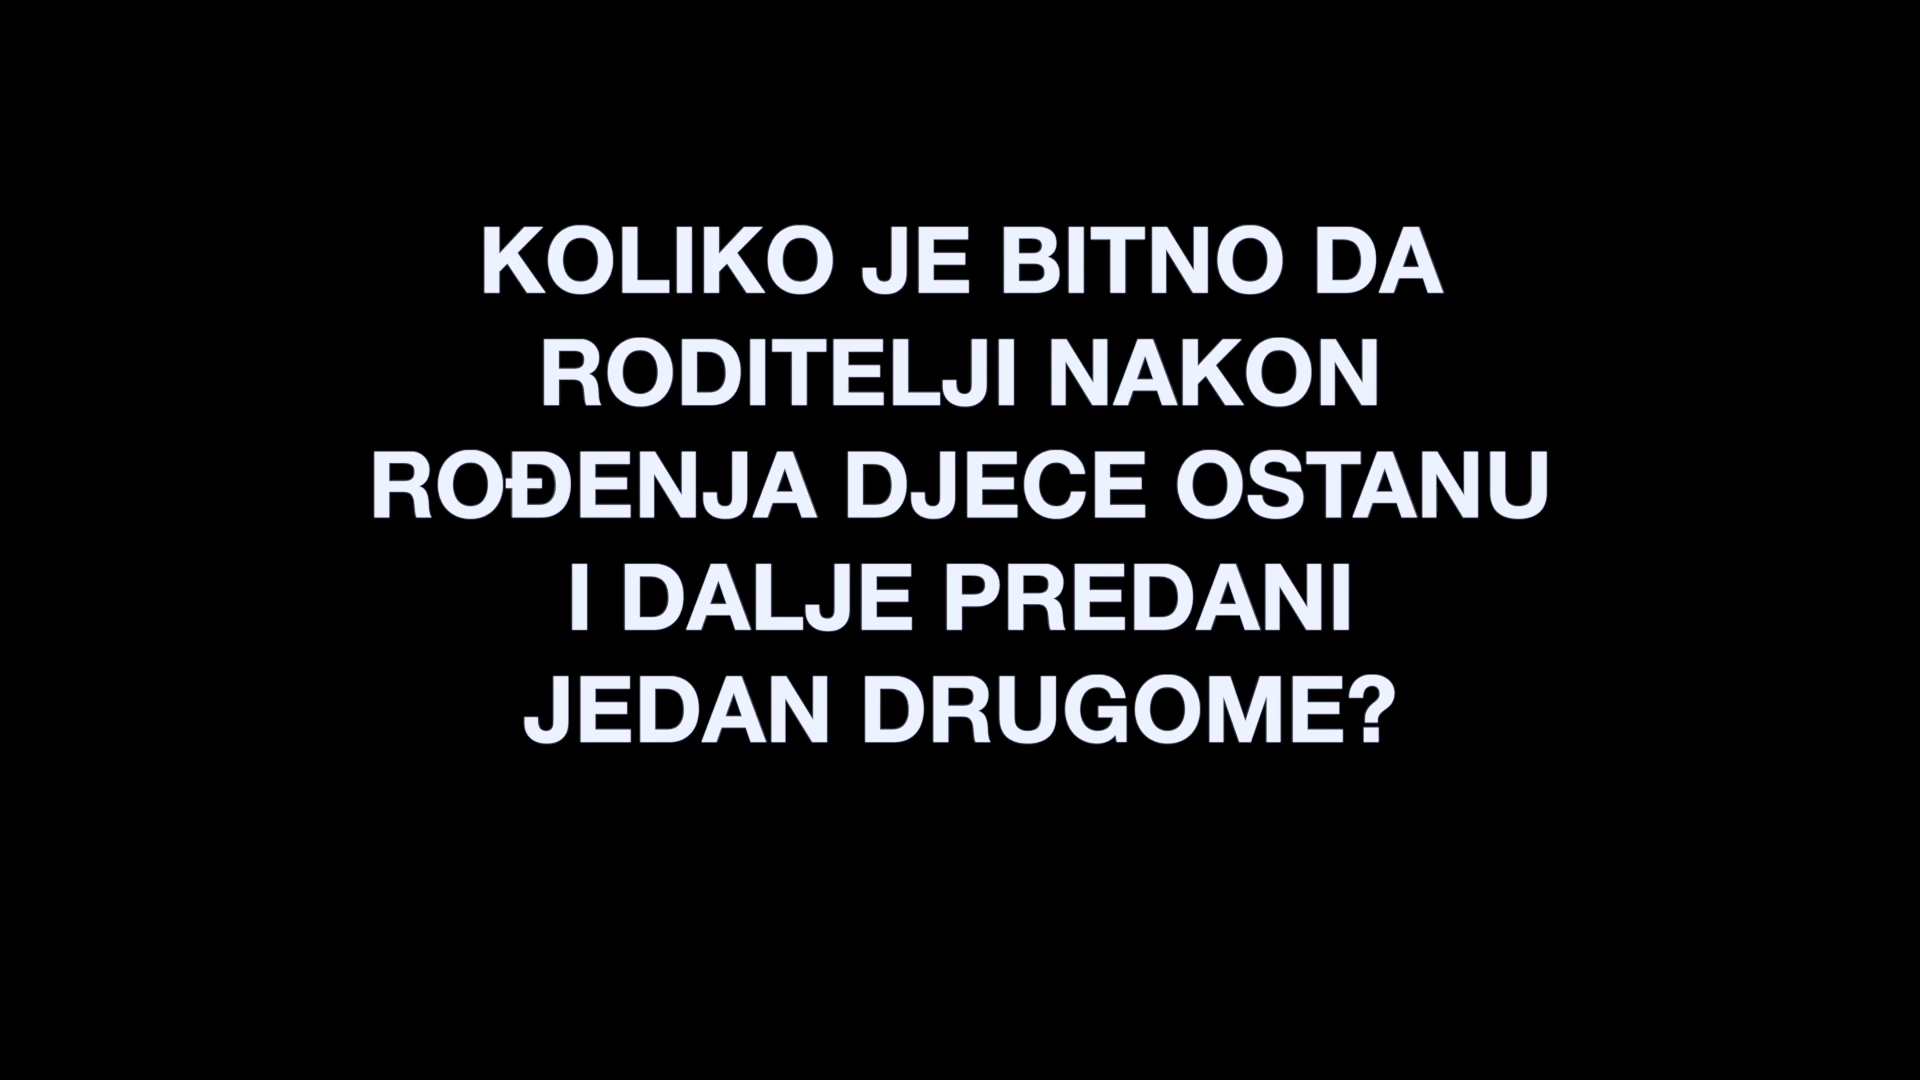 KOLIKO JE BITNO DA
RODITELJI NAKON
ROĐENJA DJECE OSTANU
I DALJE PREDANI
JEDAN DRUGOME?